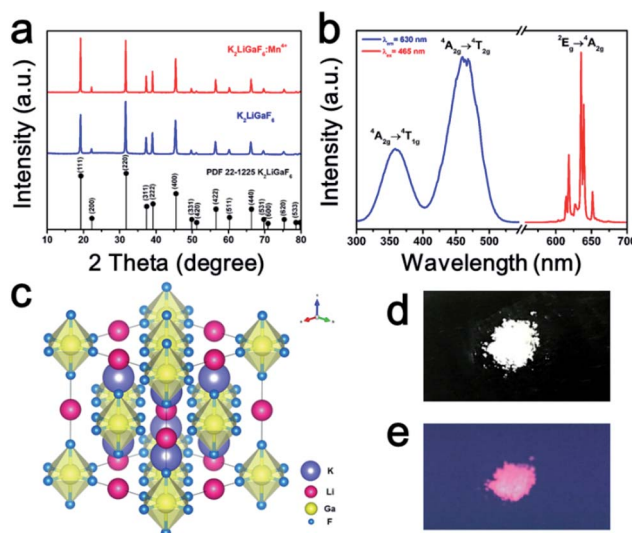 a
K₂LiGaF₆:Mn⁴⁺
K₂LiGaF₆
PDF 22-1225 K₂LiGaF₆
(111)
(200)
(220)
(311)
(222)
(400)
(331)
(420)
(422)
(511)
(440)
(531)
(600)
(620)
(533)
Intensity (a.u.)
10 20 30 40 50 60 70 80
2 Theta (degree)
b
λem= 630 nm
λex= 465 nm
⁴A₂g→⁴T₂g
²Eg→⁴A₂g
⁴A₂g→⁴T₁g
Intensity (a.u.)
300 350 400 450 500 600 650 700
Wavelength (nm)
c
K
Li
Ga
F
d
e